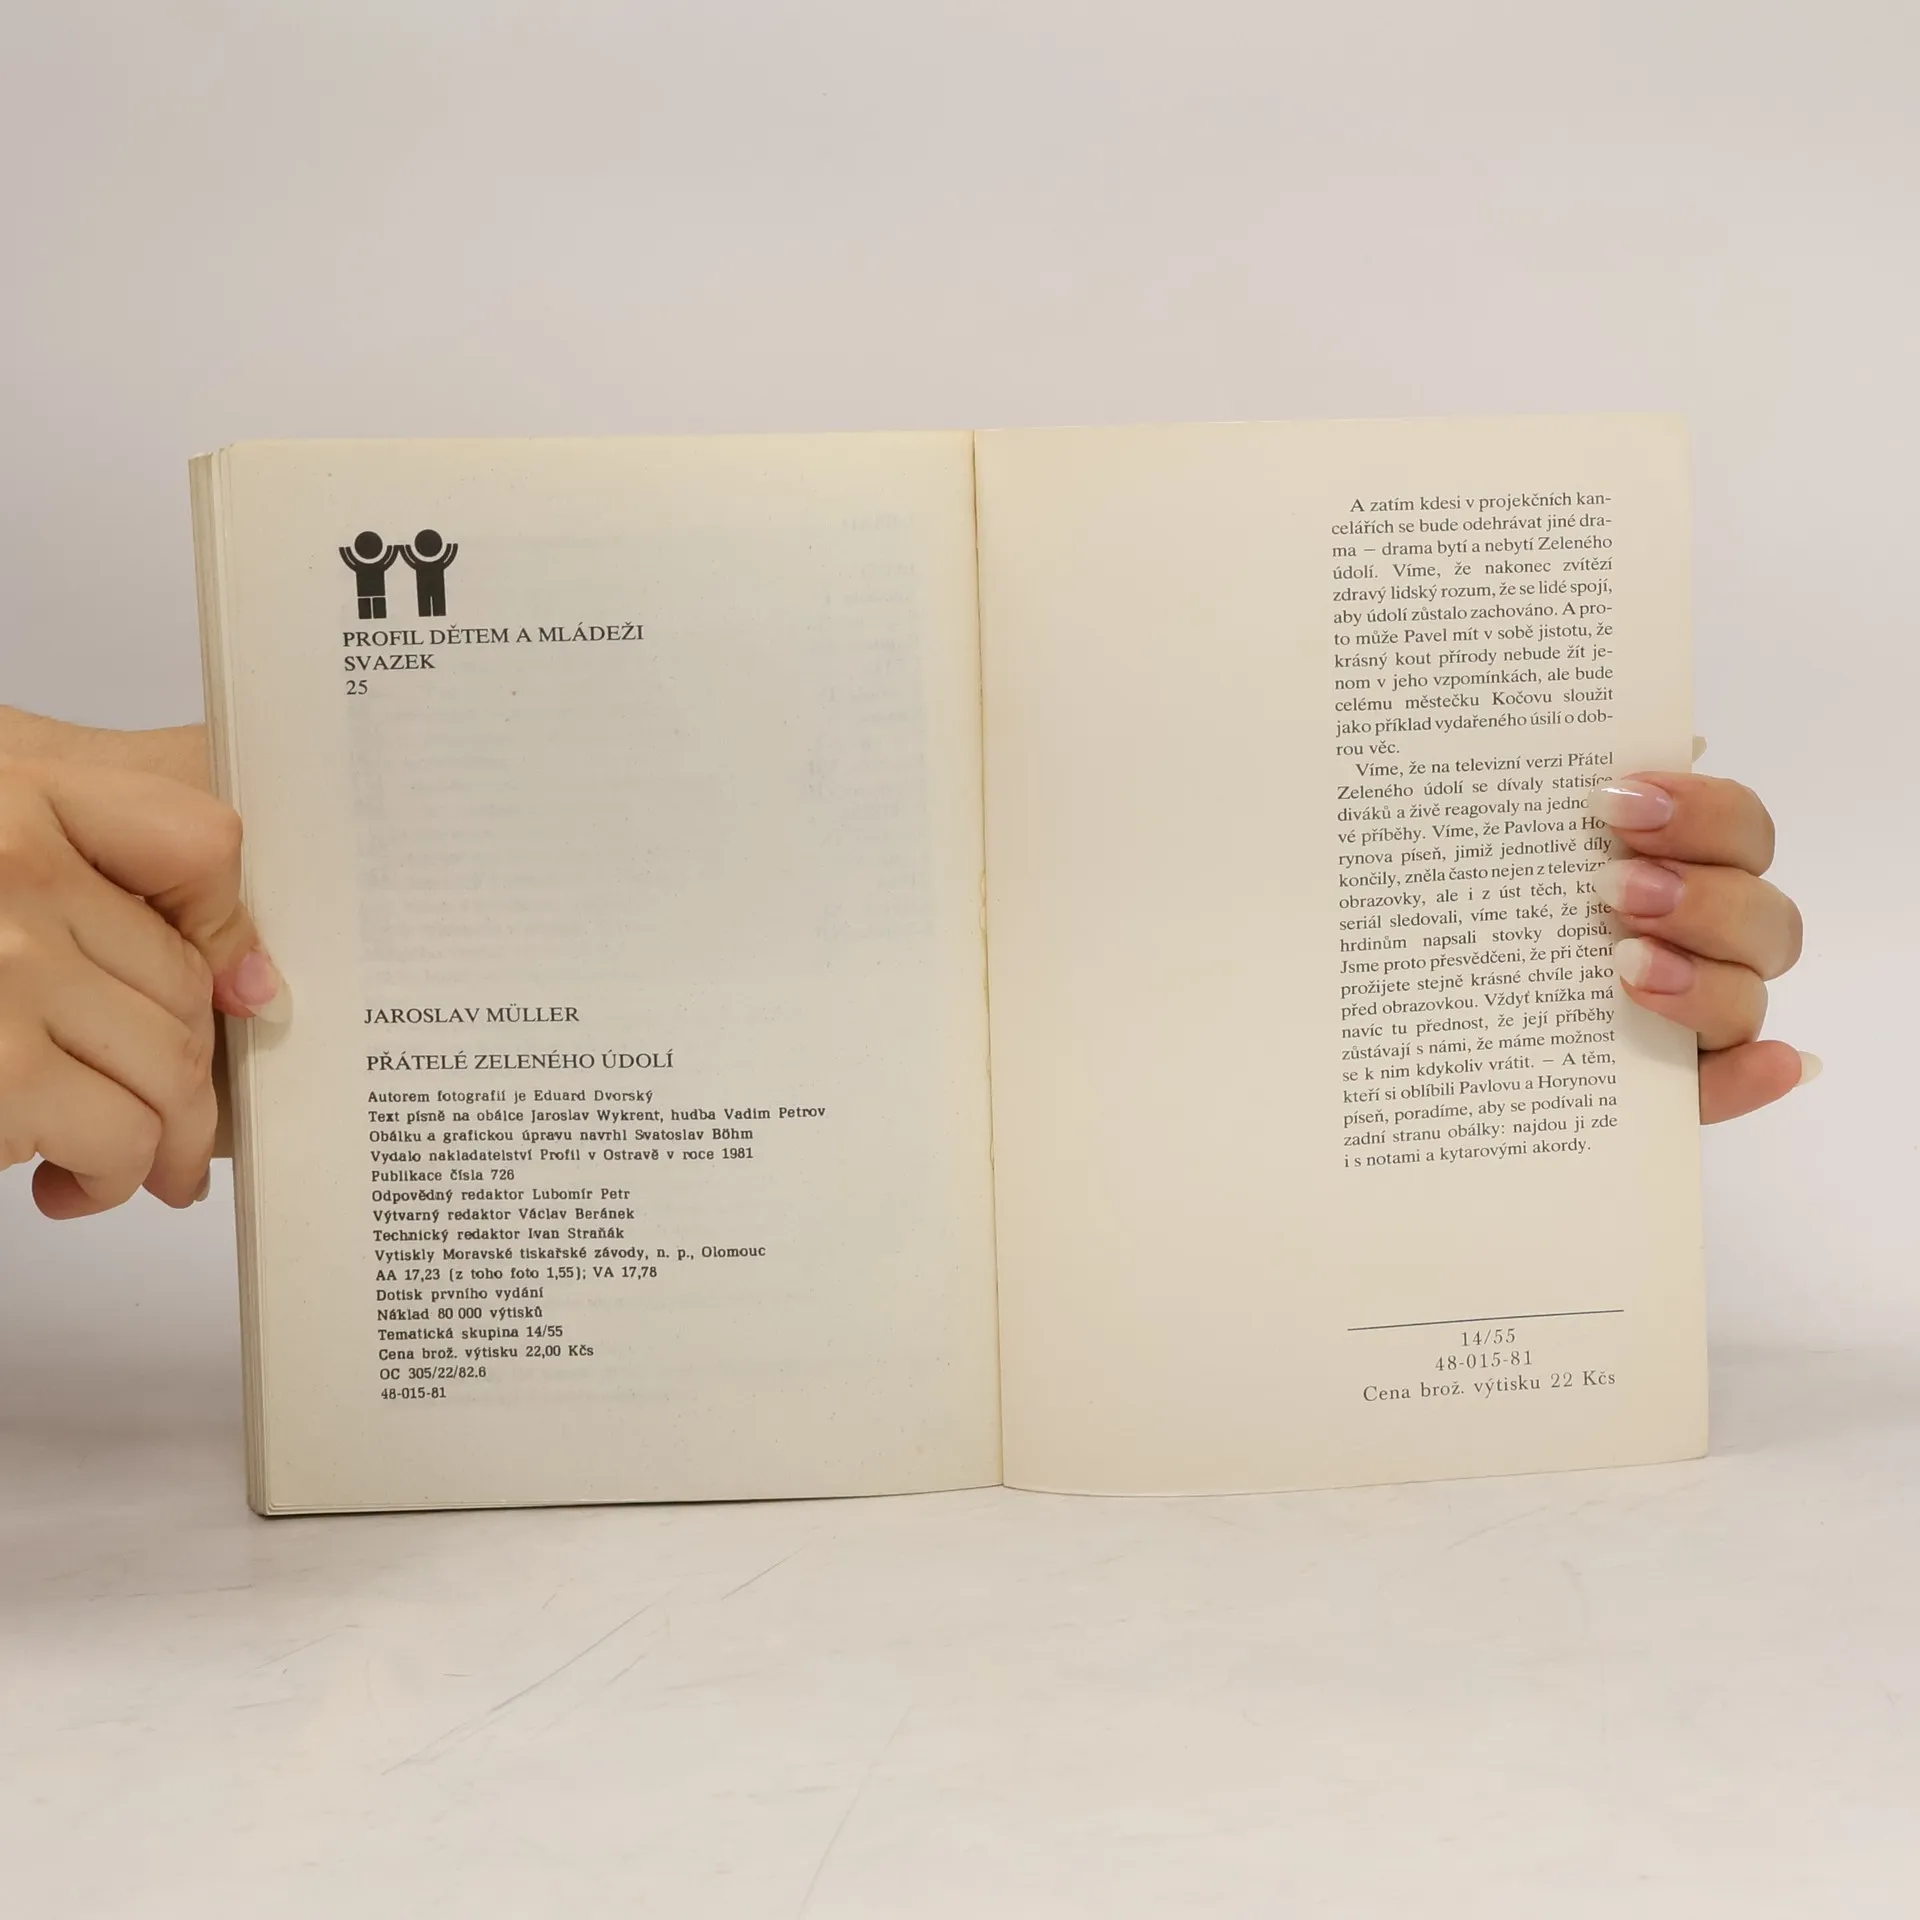 PROFIL DĚTEM A MLÁDEŽI
SVAZEK
25
JAROSLAV MÜLLER
PŘÁTELÉ ZELENÉHO ÚDOLÍ
Autorem fotografií je Eduard Dvorský
Text písně na obálce Jaroslav Wykrent, hudba Vadim Petrov
Obálku a grafickou úpravu navrhl Svatoslav Böhm
Vydalo nakladatelství Profil v Ostravě v roce 1981
Publikace čísla 726
Odpovědný redaktor Lubomír Petr
Výtvarný redaktor Václav Beránek
Technický redaktor Ivan Straňák
Vytiskly Moravské tiskařské závody, n. p., Olomouc
AA 17,23 (z toho foto 1,55); VA 17,78
Dotisk prvního vydání
Náklad 80 000 výtisků
Tematická skupina 14/55
Cena brož. výtisku 22,00 Kčs
OC 305/22/82.6
48-015-81
A zatím kdesi v projekčních kan-
celářích se bude odehrávat jiné dra-
ma — drama bytí a nebytí Zeleného
údolí. Víme, že nakonec zvítězí
zdravý lidský rozum, že se lidé spojí,
aby údolí zůstalo zachováno. A pro-
to může Pavel mít v sobě jistotu, že
krásný kout přírody nebude žít je-
nom v jeho vzpomínkách, ale bude
celému městečku Kočovu sloužit
jako příklad vydařeného úsilí o dob-
rou věc.
Víme, že na televizní verzi Přátel
Zeleného údolí se dívaly statisíce
diváků a živě reagovaly na
vé příběhy. Víme, že Pavlova a Ho-
rynova píseň, jimiž jednotlivé díly
končily, zněla často nejen z televizní
obrazovky, ale i z úst těch,
seriál sledovali, víme také, že jste
hrdinům napsali stovky dopisů.
Jsme proto přesvědčeni, že při čtení
prožijete stejně krásné chvíle jako
před obrazovkou. Vždyť knížka má
navíc tu přednost, že její příběhy
zůstávají s námi, že máme možnost
se k nim kdykoliv vrátit. — A těm,
kteří si oblíbili Pavlovu a Horynovu
píseň, poradíme, aby se podívali na
zadní stranu obálky: najdou ji zde
i s notami a kytarovými akordy.
14/55
48-015-81
Cena brož. výtisku 22 Kčs